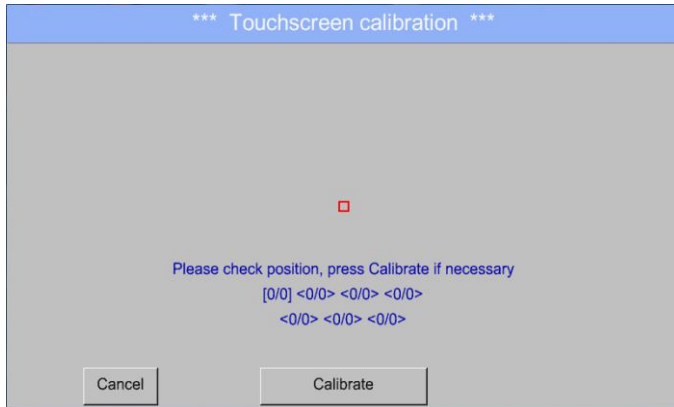 *** Touchscreen calibration ***
Please check position, press Calibrate if necessary
[0/0] <0/0> <0/0> <0/0>
<0/0> <0/0> <0/0>
Cancel Calibrate